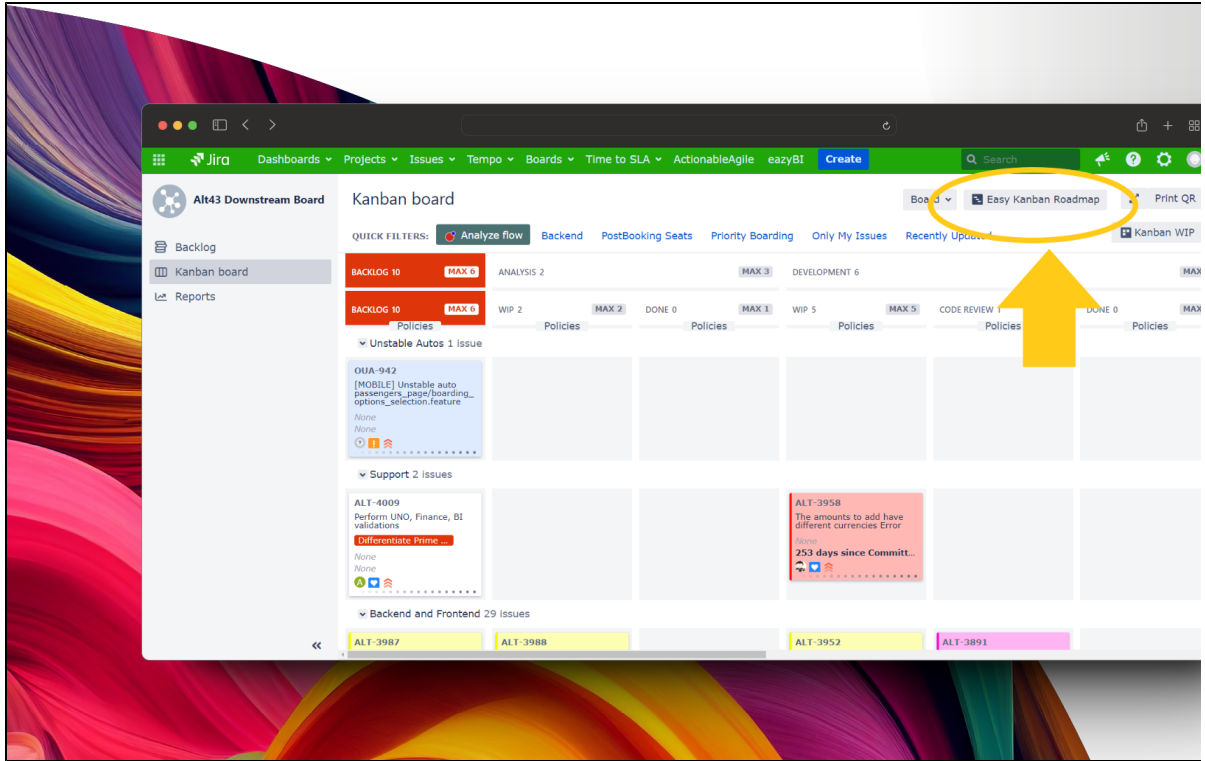 Jira Dashboards Projects Issues Tempo Boards Time to SLA ActionableAgile eazyBI Create Search
Alt43 Downstream Board
Backlog
Kanban board
Reports
Kanban board
Board Easy Kanban Roadmap Print QR
QUICK FILTERS: Analyze flow Backend PostBooking Seats Priority Boarding Only My Issues Recently Updated
Kanban WIP
BACKLOG 10 MAX 6 ANALYSIS 2 MAX 3 DEVELOPMENT 6 MAX
BACKLOG 10 MAX 6 WIP 2 MAX 2 DONE 0 MAX 1 WIP 5 MAX 5 CODE REVIEW 1 DONE 0 MAX
Policies Policies Policies Policies Policies Policies
Unstable Autos 1 issue
OUA-942
[MOBILE] Unstable auto
passengers_page/boarding_
options_selection.feature
None
None
Support 2 issues
ALT-4009
Perform UNO, Finance, BI
validations
Differentiate Prime ...
None
None
A
ALT-3958
The amounts to add have
different currencies Error
None
253 days since Committ...
Backend and Frontend 29 issues
ALT-3987 ALT-3988 ALT-3952 ALT-3891